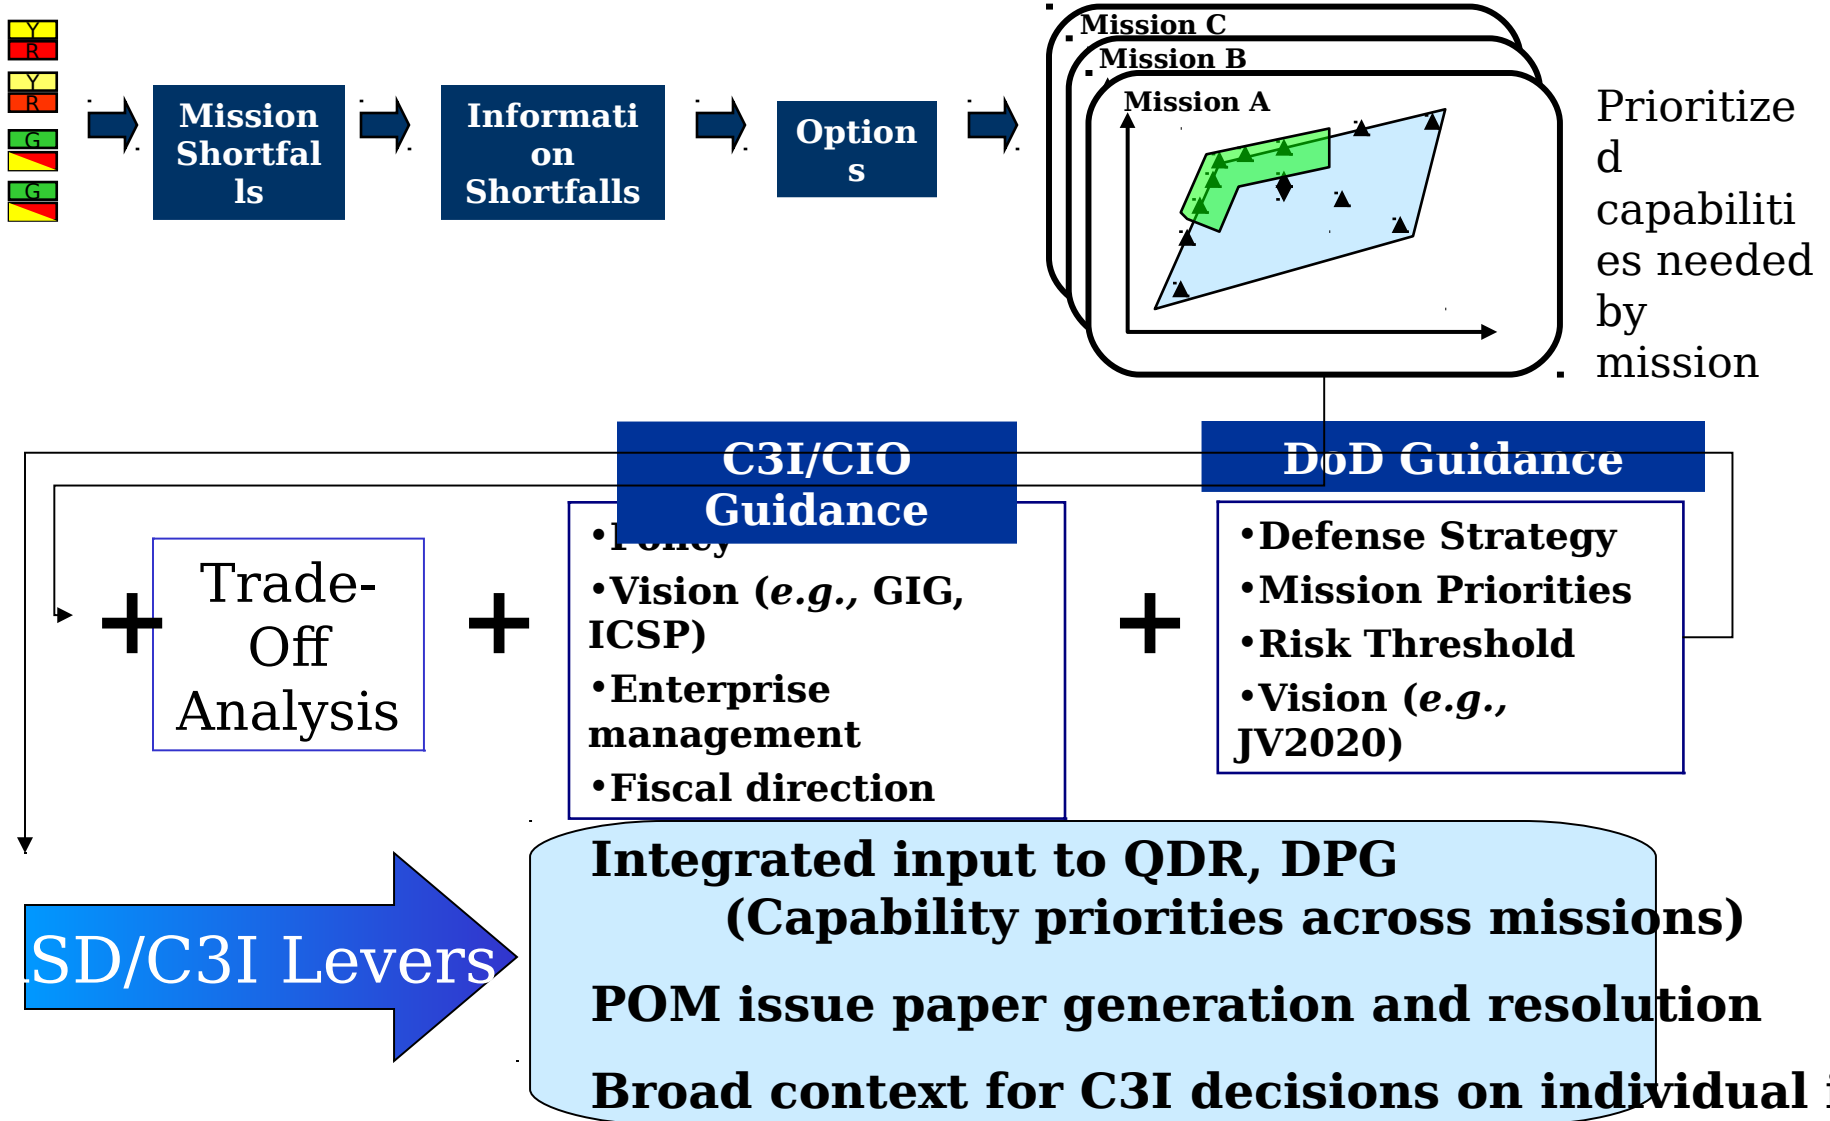 Y
R
Y
R
G
G
Mission
Shortfal
ls
Informati
on
Shortfalls
Option
s
Mission C
Mission B
Mission A
Prioritize
d
capabiliti
es needed
by
mission
C3I/CIO
Guidance
DoD Guidance
+
Trade-
Off
Analysis
+
•Policy
•Vision (e.g., GIG,
ICSP)
•Enterprise
management
•Fiscal direction
+
•Defense Strategy
•Mission Priorities
•Risk Threshold
•Vision (e.g.,
JV2020)
SD/C3I Levers
Integrated input to QDR, DPG
(Capability priorities across missions)
POM issue paper generation and resolution
Broad context for C3I decisions on individual i